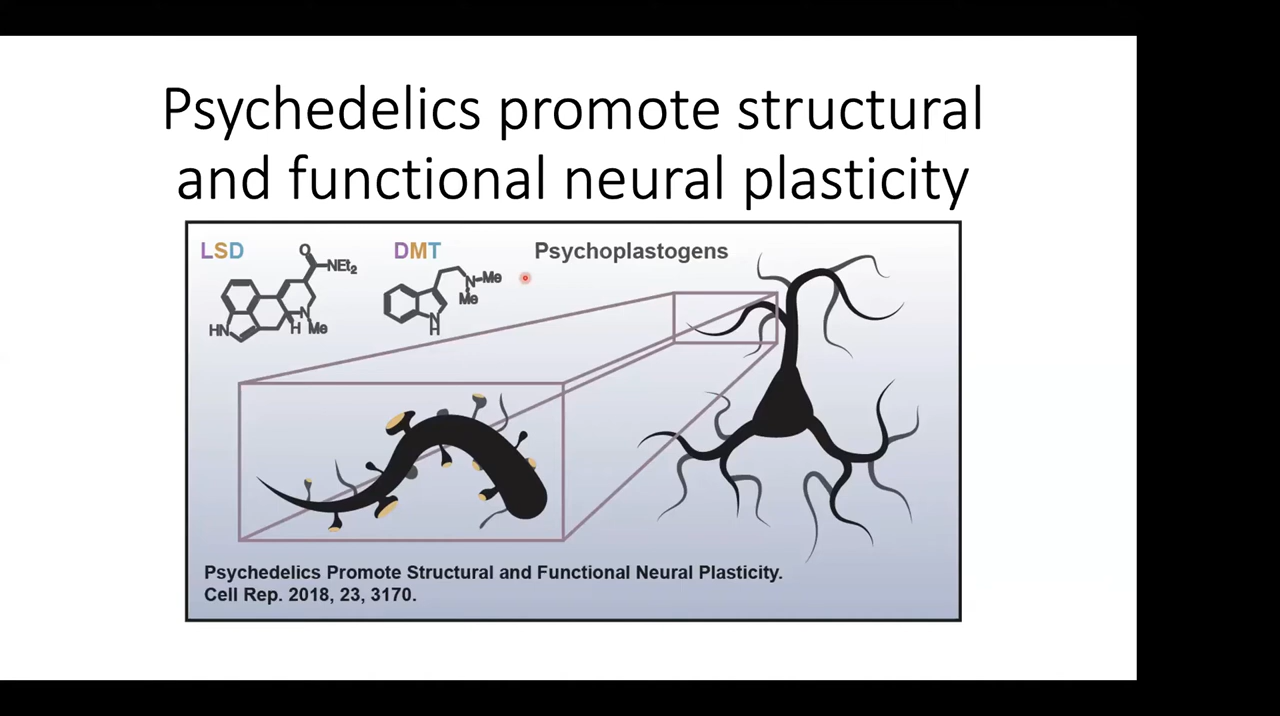 Psychedelics promote structural
and functional neural plasticity
LSD
DMT
Psychoplastogens
O
NEt₂
HN
N
H
Me
N
Me
Me
N
H
Psychedelics Promote Structural and Functional Neural Plasticity.
Cell Rep. 2018, 23, 3170.